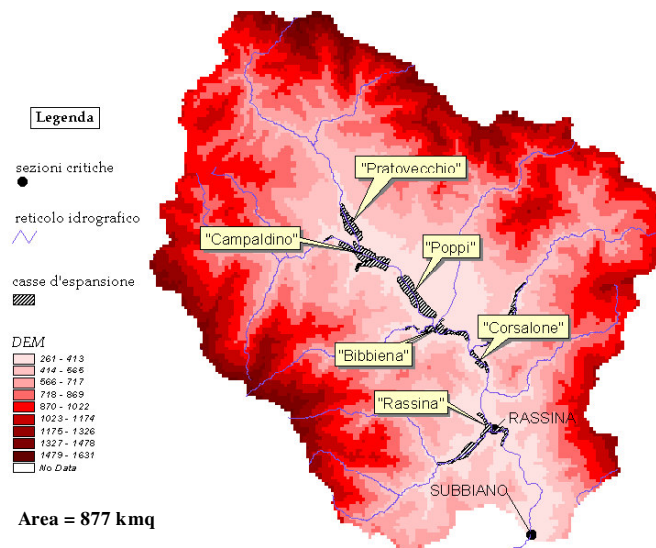 Legenda
sezioni critiche
reticolo idrografico
casse d'espansione
DEM
261 - 413
414 - 565
566 - 717
718 - 869
870 - 1022
1023 - 1174
1175 - 1326
1327 - 1478
1479 - 1631
No Data
Area = 877 kmq
"Pratovecchio"
"Campaldino"
"Poppi"
"Bibbiena"
"Corsalone"
"Rassina"
RASSINA
SUBBIANO